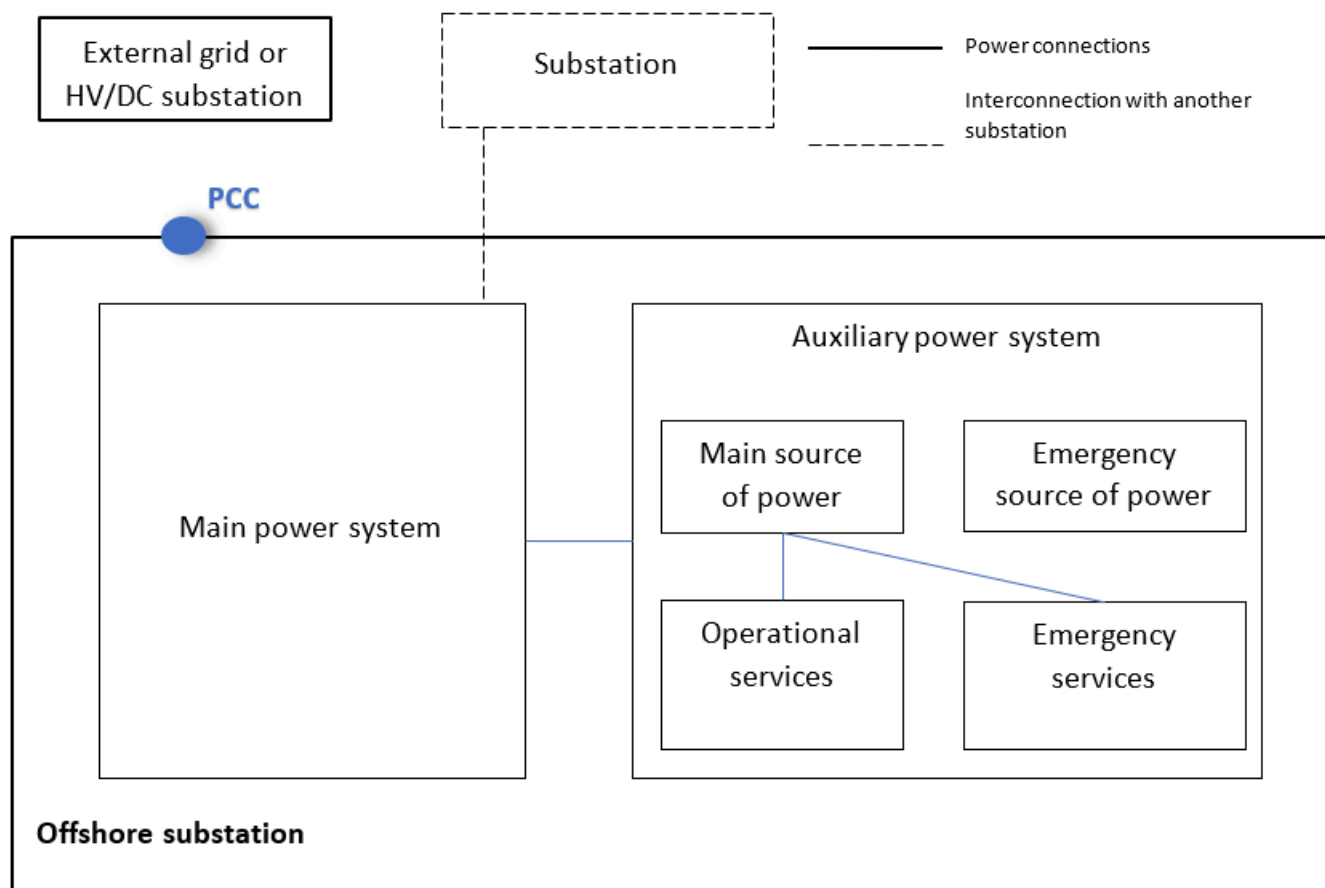 External grid or
HV/DC substation
Substation
Power connections
Interconnection with another
substation
PCC
Auxiliary power system
Main source
of power
Emergency
source of power
Main power system
Operational
services
Emergency
services
Offshore substation